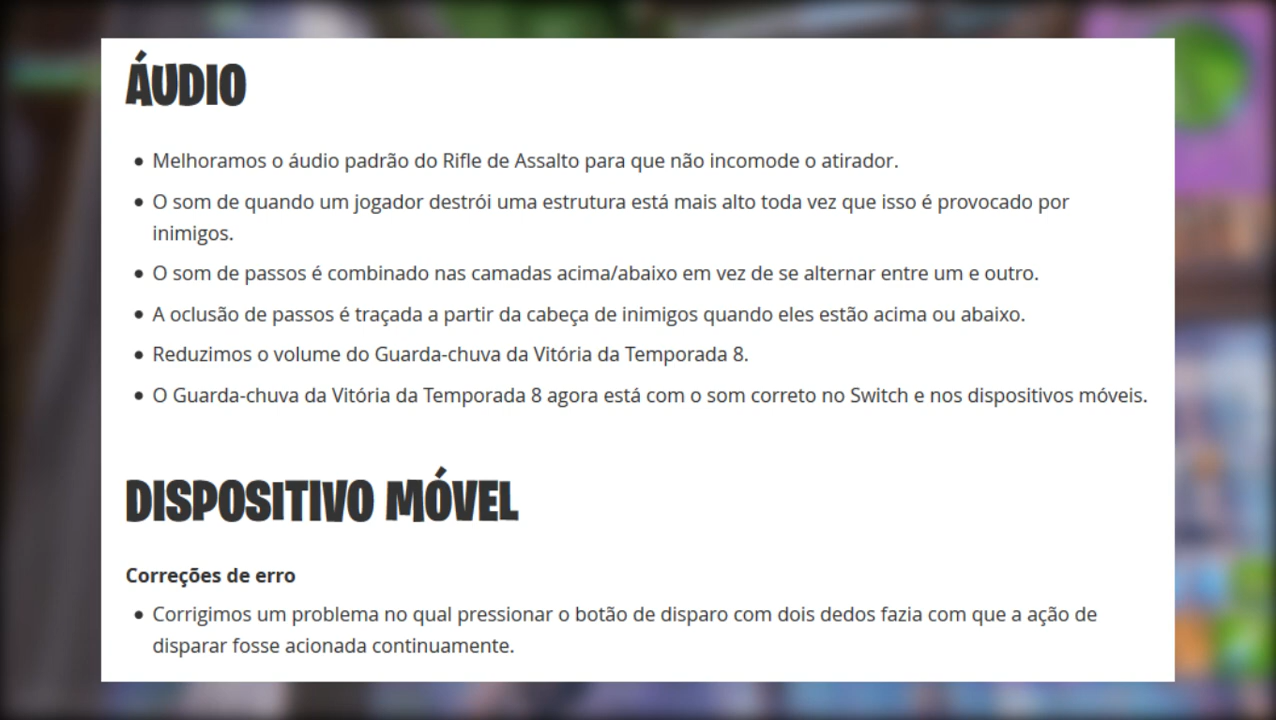 ÁUDIO
• Melhoramos o áudio padrão do Rifle de Assalto para que não incomode o atirador.
• O som de quando um jogador destrói uma estrutura está mais alto toda vez que isso é provocado por
inimigos.
• O som de passos é combinado nas camadas acima/abaixo em vez de se alternar entre um e outro.
• A oclusão de passos é traçada a partir da cabeça de inimigos quando eles estão acima ou abaixo.
• Reduzimos o volume do Guarda-chuva da Vitória da Temporada 8.
• O Guarda-chuva da Vitória da Temporada 8 agora está com o som correto no Switch e nos dispositivos móveis.
DISPOSITIVO MÓVEL
Correções de erro
• Corrigimos um problema no qual pressionar o botão de disparo com dois dedos fazia com que a ação de
disparar fosse acionada continuamente.